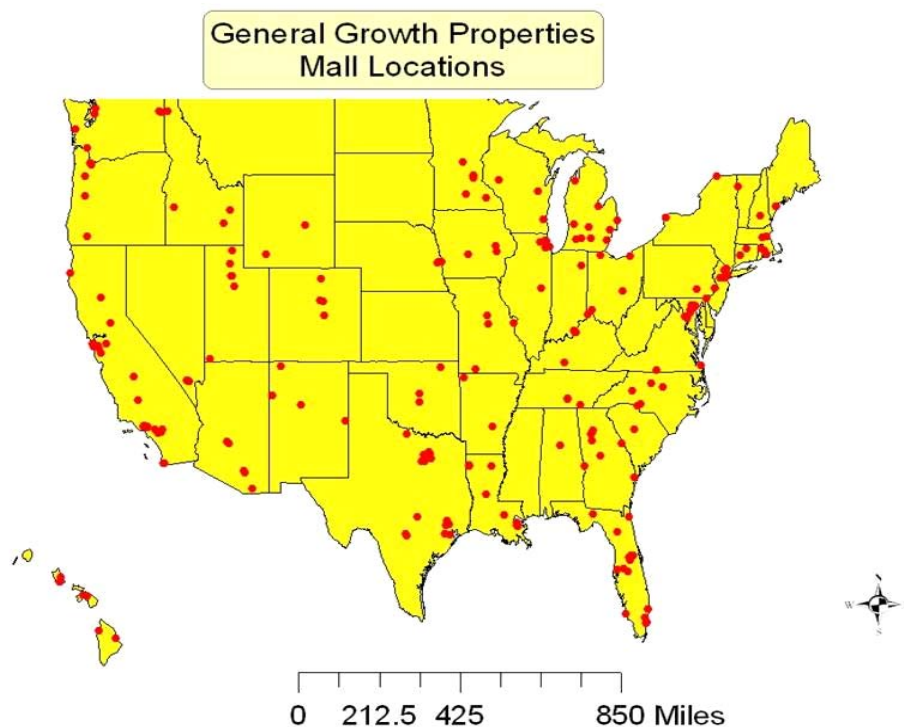 General Growth Properties
Mall Locations
W
S
0 212.5 425 850 Miles